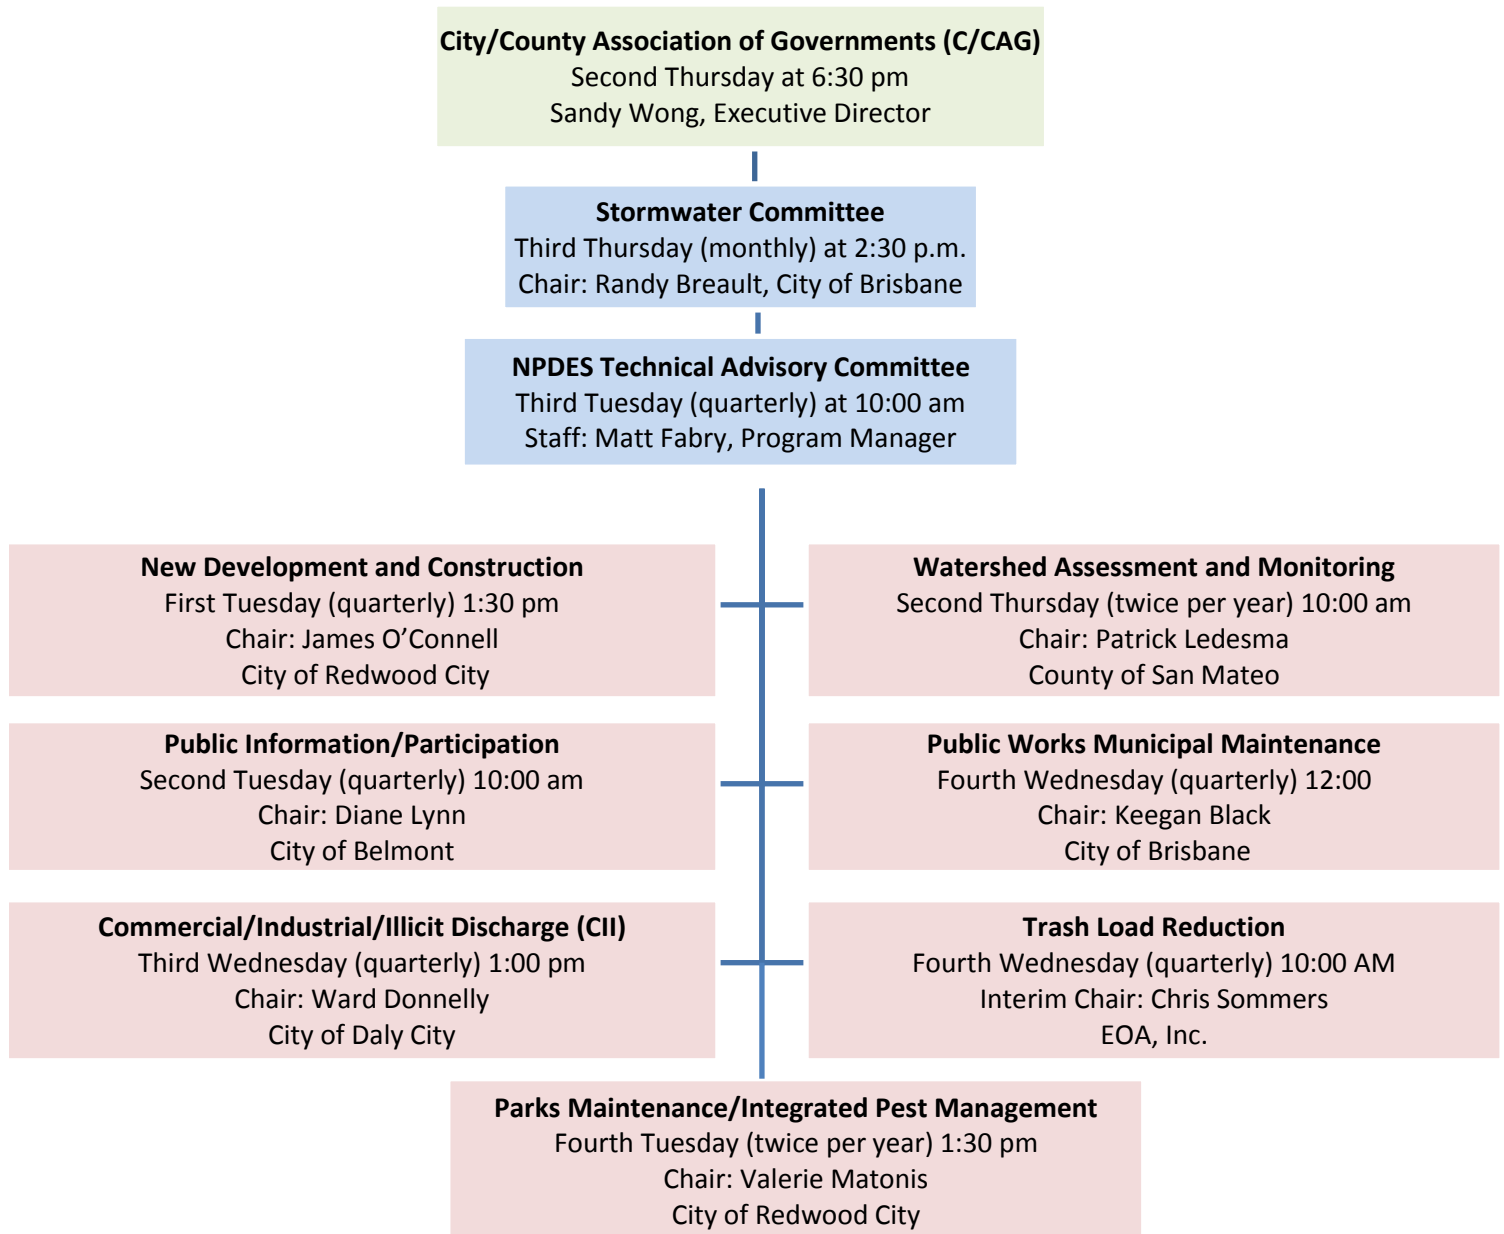 City/County Association of Governments (C/CAG)
Second Thursday at 6:30 pm
Sandy Wong, Executive Director
Stormwater Committee
Third Thursday (monthly) at 2:30 p.m.
Chair: Randy Breault, City of Brisbane
NPDES Technical Advisory Committee
Third Tuesday (quarterly) at 10:00 am
Staff: Matt Fabry, Program Manager
New Development and Construction
First Tuesday (quarterly) 1:30 pm
Chair: James O’Connell
City of Redwood City
Watershed Assessment and Monitoring
Second Thursday (twice per year) 10:00 am
Chair: Patrick Ledesma
County of San Mateo
Public Information/Participation
Second Tuesday (quarterly) 10:00 am
Chair: Diane Lynn
City of Belmont
Public Works Municipal Maintenance
Fourth Wednesday (quarterly) 12:00
Chair: Keegan Black
City of Brisbane
Commercial/Industrial/Illicit Discharge (CII)
Third Wednesday (quarterly) 1:00 pm
Chair: Ward Donnelly
City of Daly City
Trash Load Reduction
Fourth Wednesday (quarterly) 10:00 AM
Interim Chair: Chris Sommers
EOA, Inc.
Parks Maintenance/Integrated Pest Management
Fourth Tuesday (twice per year) 1:30 pm
Chair: Valerie Matonis
City of Redwood City